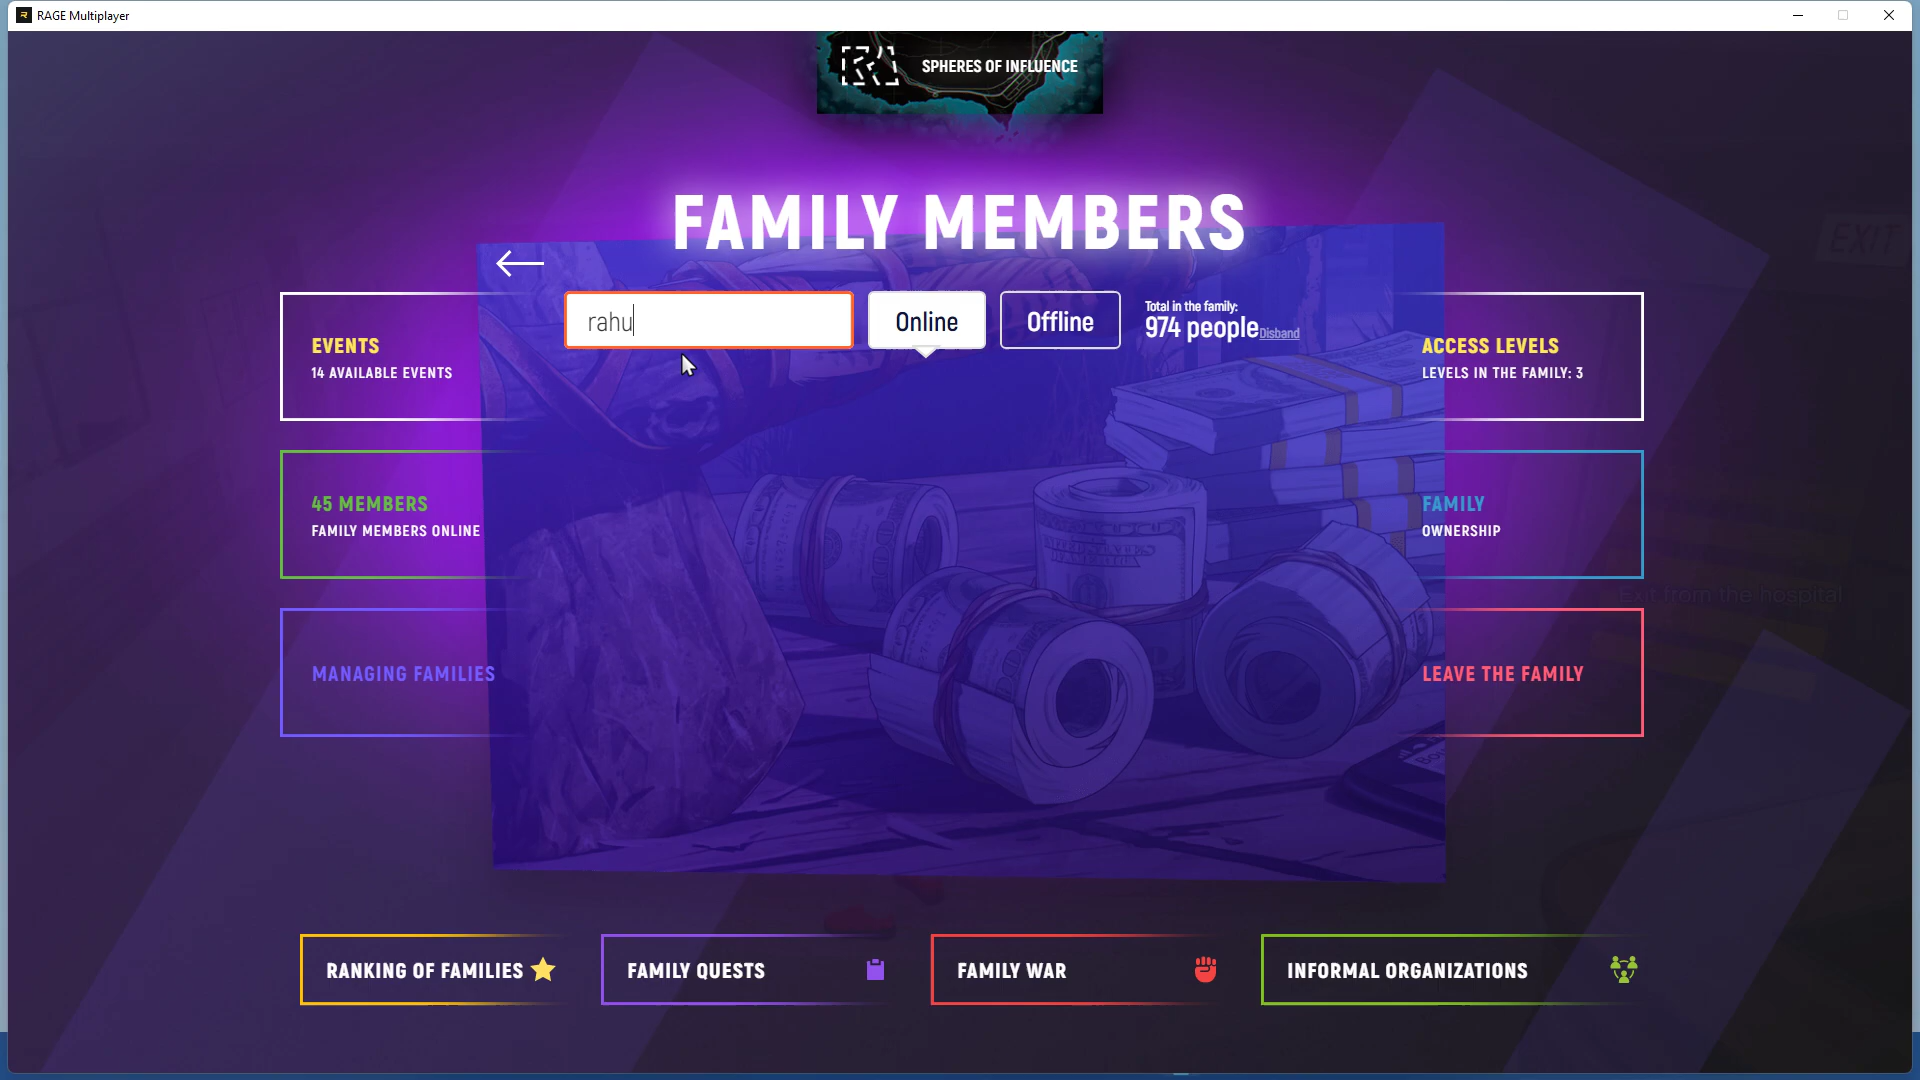 RAGE Multiplayer
SPHERES OF INFLUENCE
FAMILY MEMBERS
rahu
Online
Offline
Total in the family:
974 people Disband
EVENTS
14 AVAILABLE EVENTS
ACCESS LEVELS
LEVELS IN THE FAMILY: 3
45 MEMBERS
FAMILY MEMBERS ONLINE
FAMILY
OWNERSHIP
MANAGING FAMILIES
LEAVE THE FAMILY
EXIT
Exit from the hospital
RANKING OF FAMILIES
FAMILY QUESTS
FAMILY WAR
INFORMAL ORGANIZATIONS